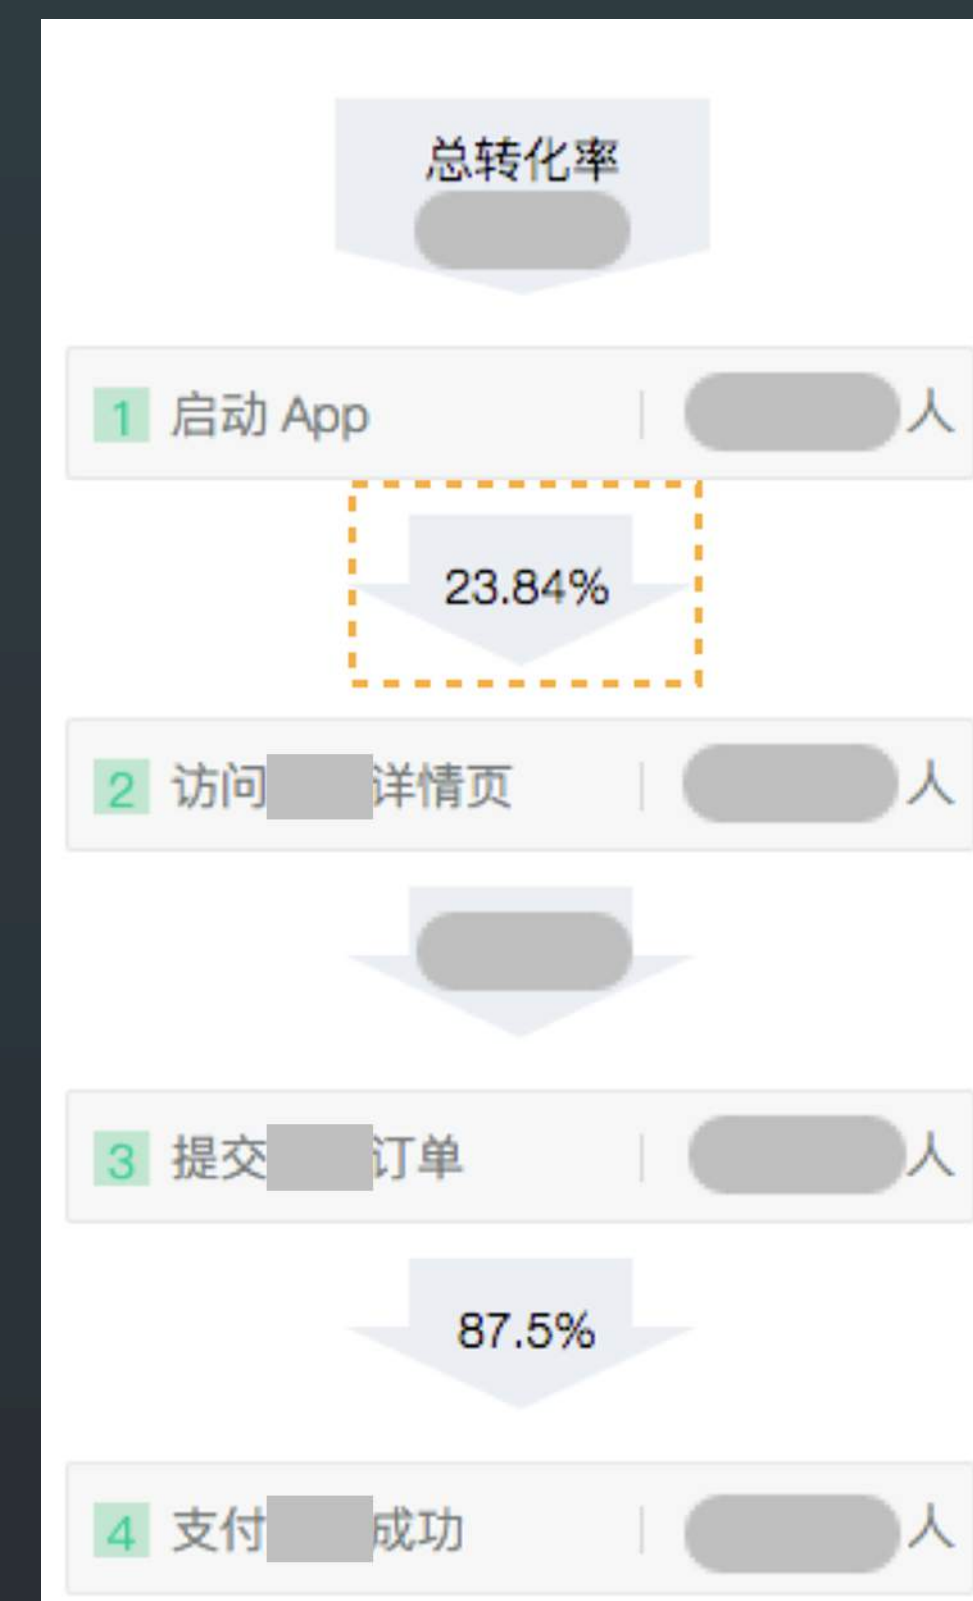 总转化率
1 启动 App 人
23.84%
2 访问 详情页 人
3 提交 订单 人
87.5%
4 支付 成功 人